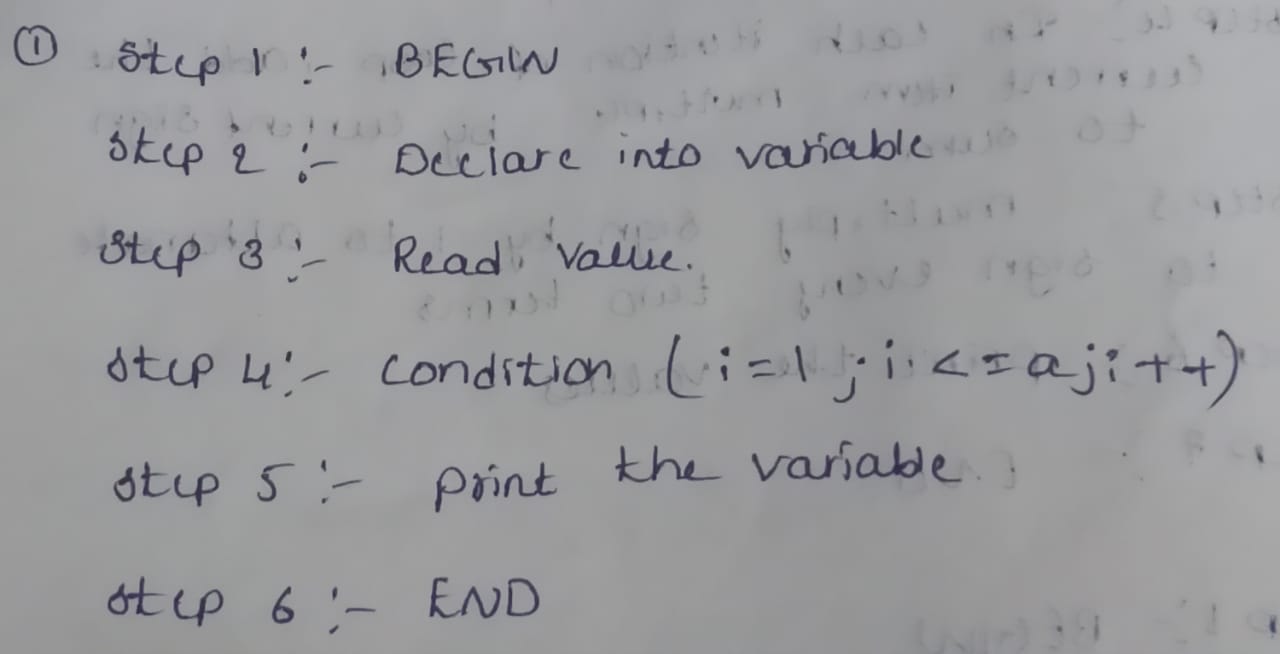 ① Step 1 :- BEGIN
Step 2 :- Declare into variable
Step 3 :- Read value.
Step 4 :- condition (i=1; i<=a; i++)
Step 5 :- print the variable.
Step 6 :- END